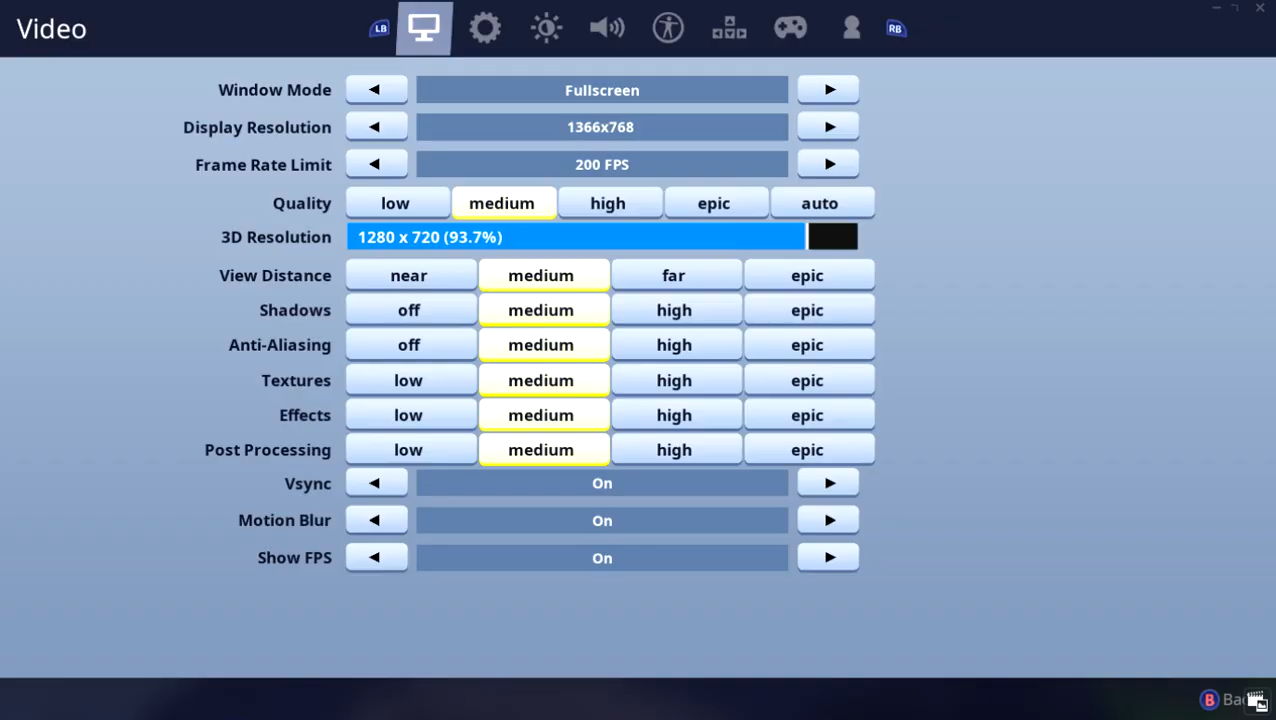 Video
LB
RB
Window Mode ◄ Fullscreen ►
Display Resolution ◄ 1366x768 ►
Frame Rate Limit ◄ 200 FPS ►
Quality low medium high epic auto
3D Resolution 1280 x 720 (93.7%)
View Distance near medium far epic
Shadows off medium high epic
Anti-Aliasing off medium high epic
Textures low medium high epic
Effects low medium high epic
Post Processing low medium high epic
Vsync ◄ On ►
Motion Blur ◄ On ►
Show FPS ◄ On ►
B